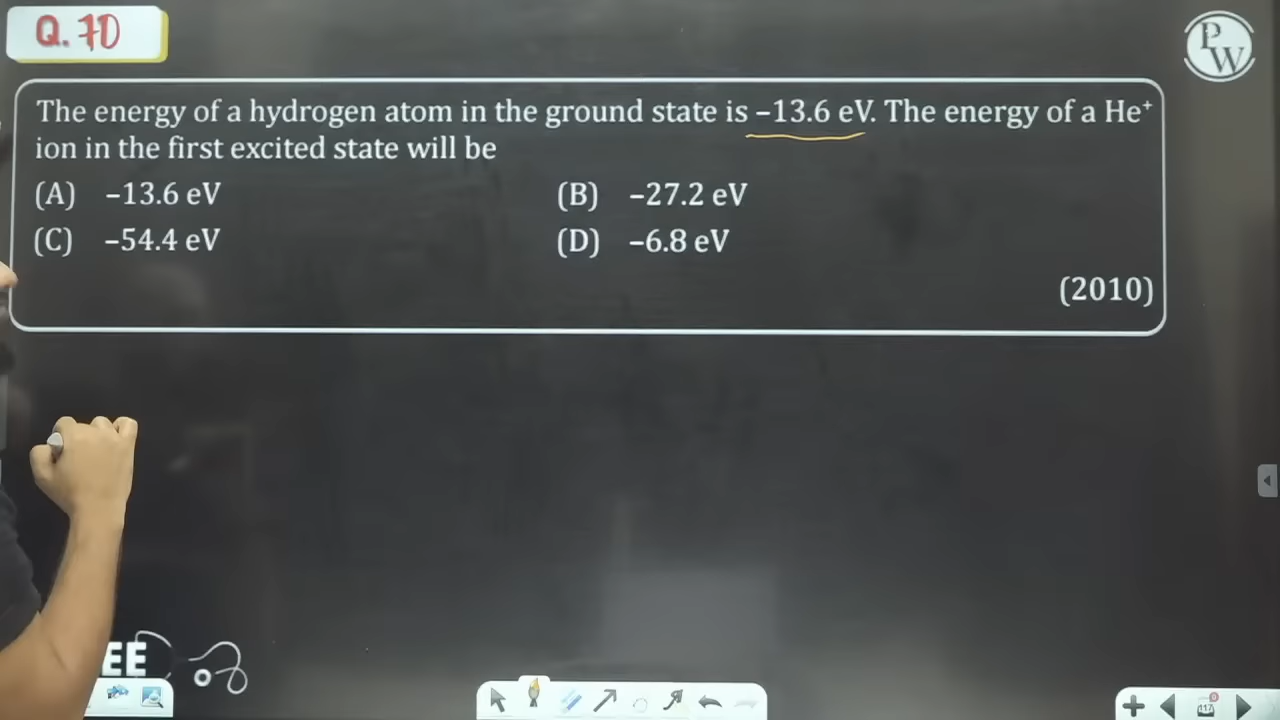 Q. 70
PW
The energy of a hydrogen atom in the ground state is −13.6 eV. The energy of a He⁺
ion in the first excited state will be
(A) −13.6 eV
(B) −27.2 eV
(C) −54.4 eV
(D) −6.8 eV
(2010)
EE
117